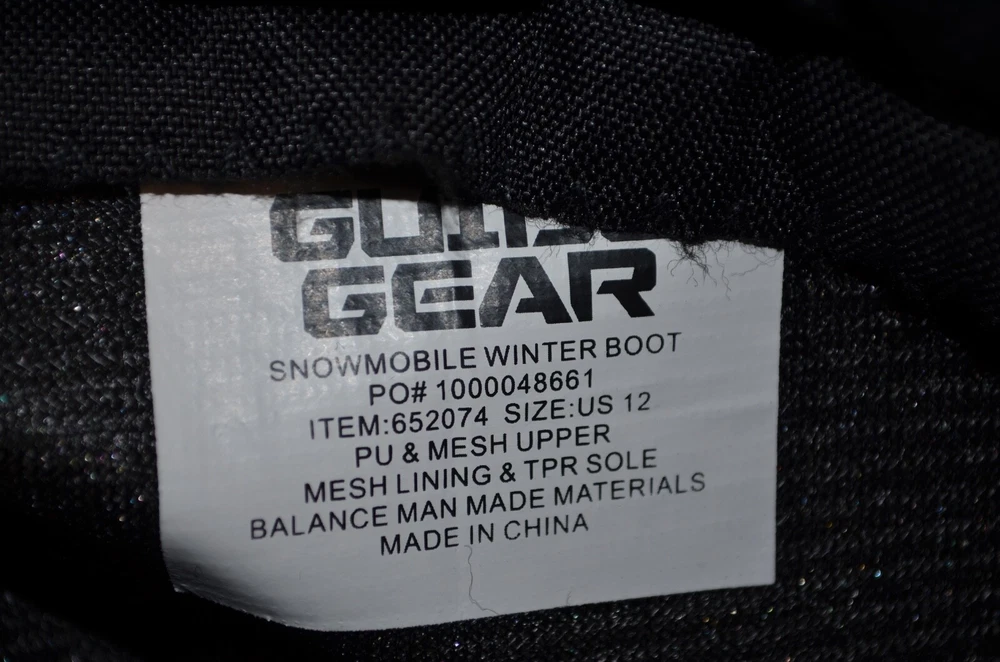 GEAR
SNOWMOBILE WINTER BOOT
PO# 1000048661
ITEM:652074 SIZE:US 12
PU & MESH UPPER
MESH LINING & TPR SOLE
BALANCE MAN MADE MATERIALS
MADE IN CHINA